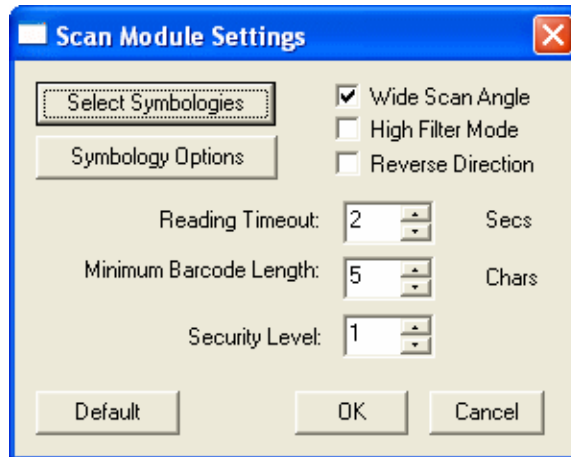 Scan Module Settings
Select Symbologies
Wide Scan Angle
High Filter Mode
Symbology Options
Reverse Direction
Reading Timeout: 2 Secs
Minimum Barcode Length: 5 Chars
Security Level: 1
Default OK Cancel